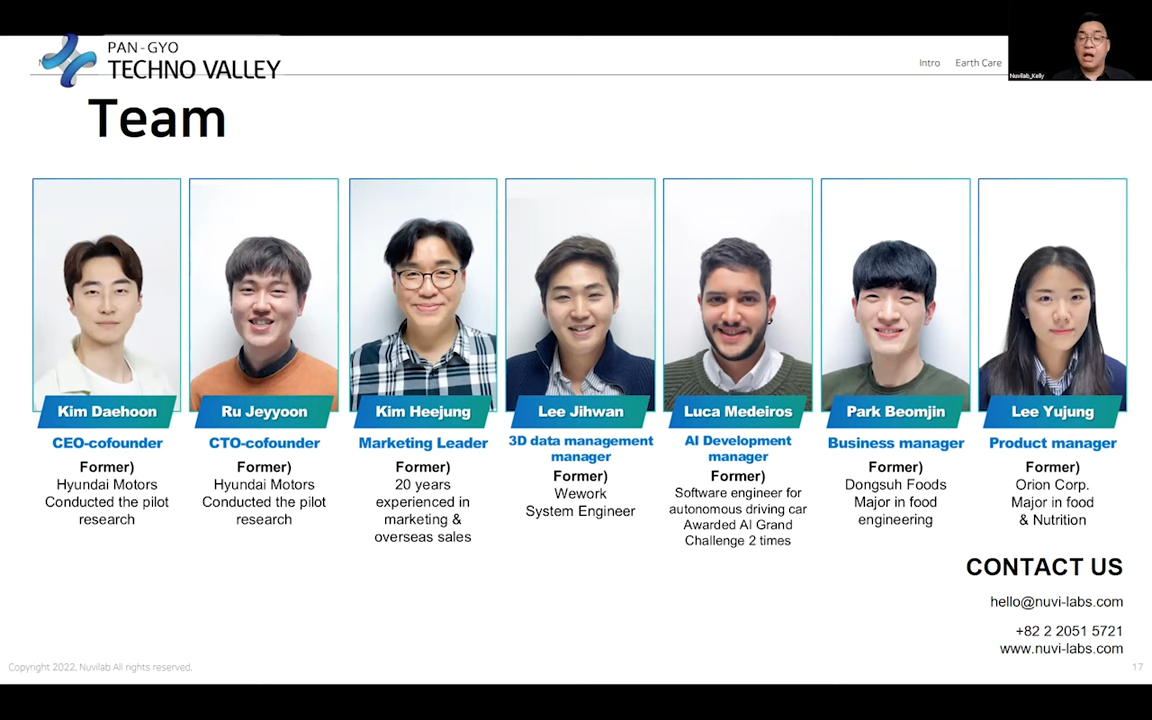 PAN-GYO
TECHNO VALLEY
Intro
Earth Care
Nuvilab_Kelly
Team
Kim Daehoon
CEO-cofounder
Former)
Hyundai Motors
Conducted the pilot
research
Ru Jeyyoon
CTO-cofounder
Former)
Hyundai Motors
Conducted the pilot
research
Kim Heejung
Marketing Leader
Former)
20 years
experienced in
marketing &
overseas sales
Lee Jihwan
3D data management
manager
Former)
Wework
System Engineer
Luca Medeiros
AI Development
manager
Former)
Software engineer for
autonomous driving car
Awarded AI Grand
Challenge 2 times
Park Beomjin
Business manager
Former)
Dongsuh Foods
Major in food
engineering
Lee Yujung
Product manager
Former)
Orion Corp.
Major in food
& Nutrition
CONTACT US
hello@nuvi-labs.com
+82 2 2051 5721
www.nuvi-labs.com
Copyright 2022, Nuvilab All rights reserved.
17